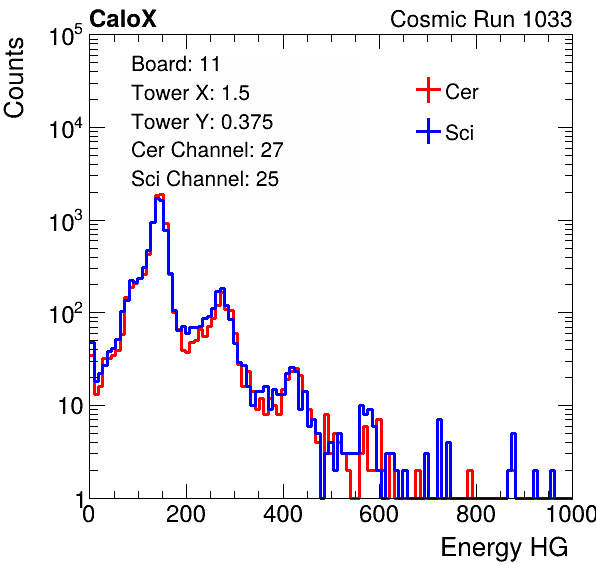 CaloX Cosmic Run 1033
Counts
10^5
10^4
10^3
10^2
10
1
Board: 11
Tower X: 1.5
Tower Y: 0.375
Cer Channel: 27
Sci Channel: 25
Cer
Sci
0 200 400 600 800 1000
Energy HG